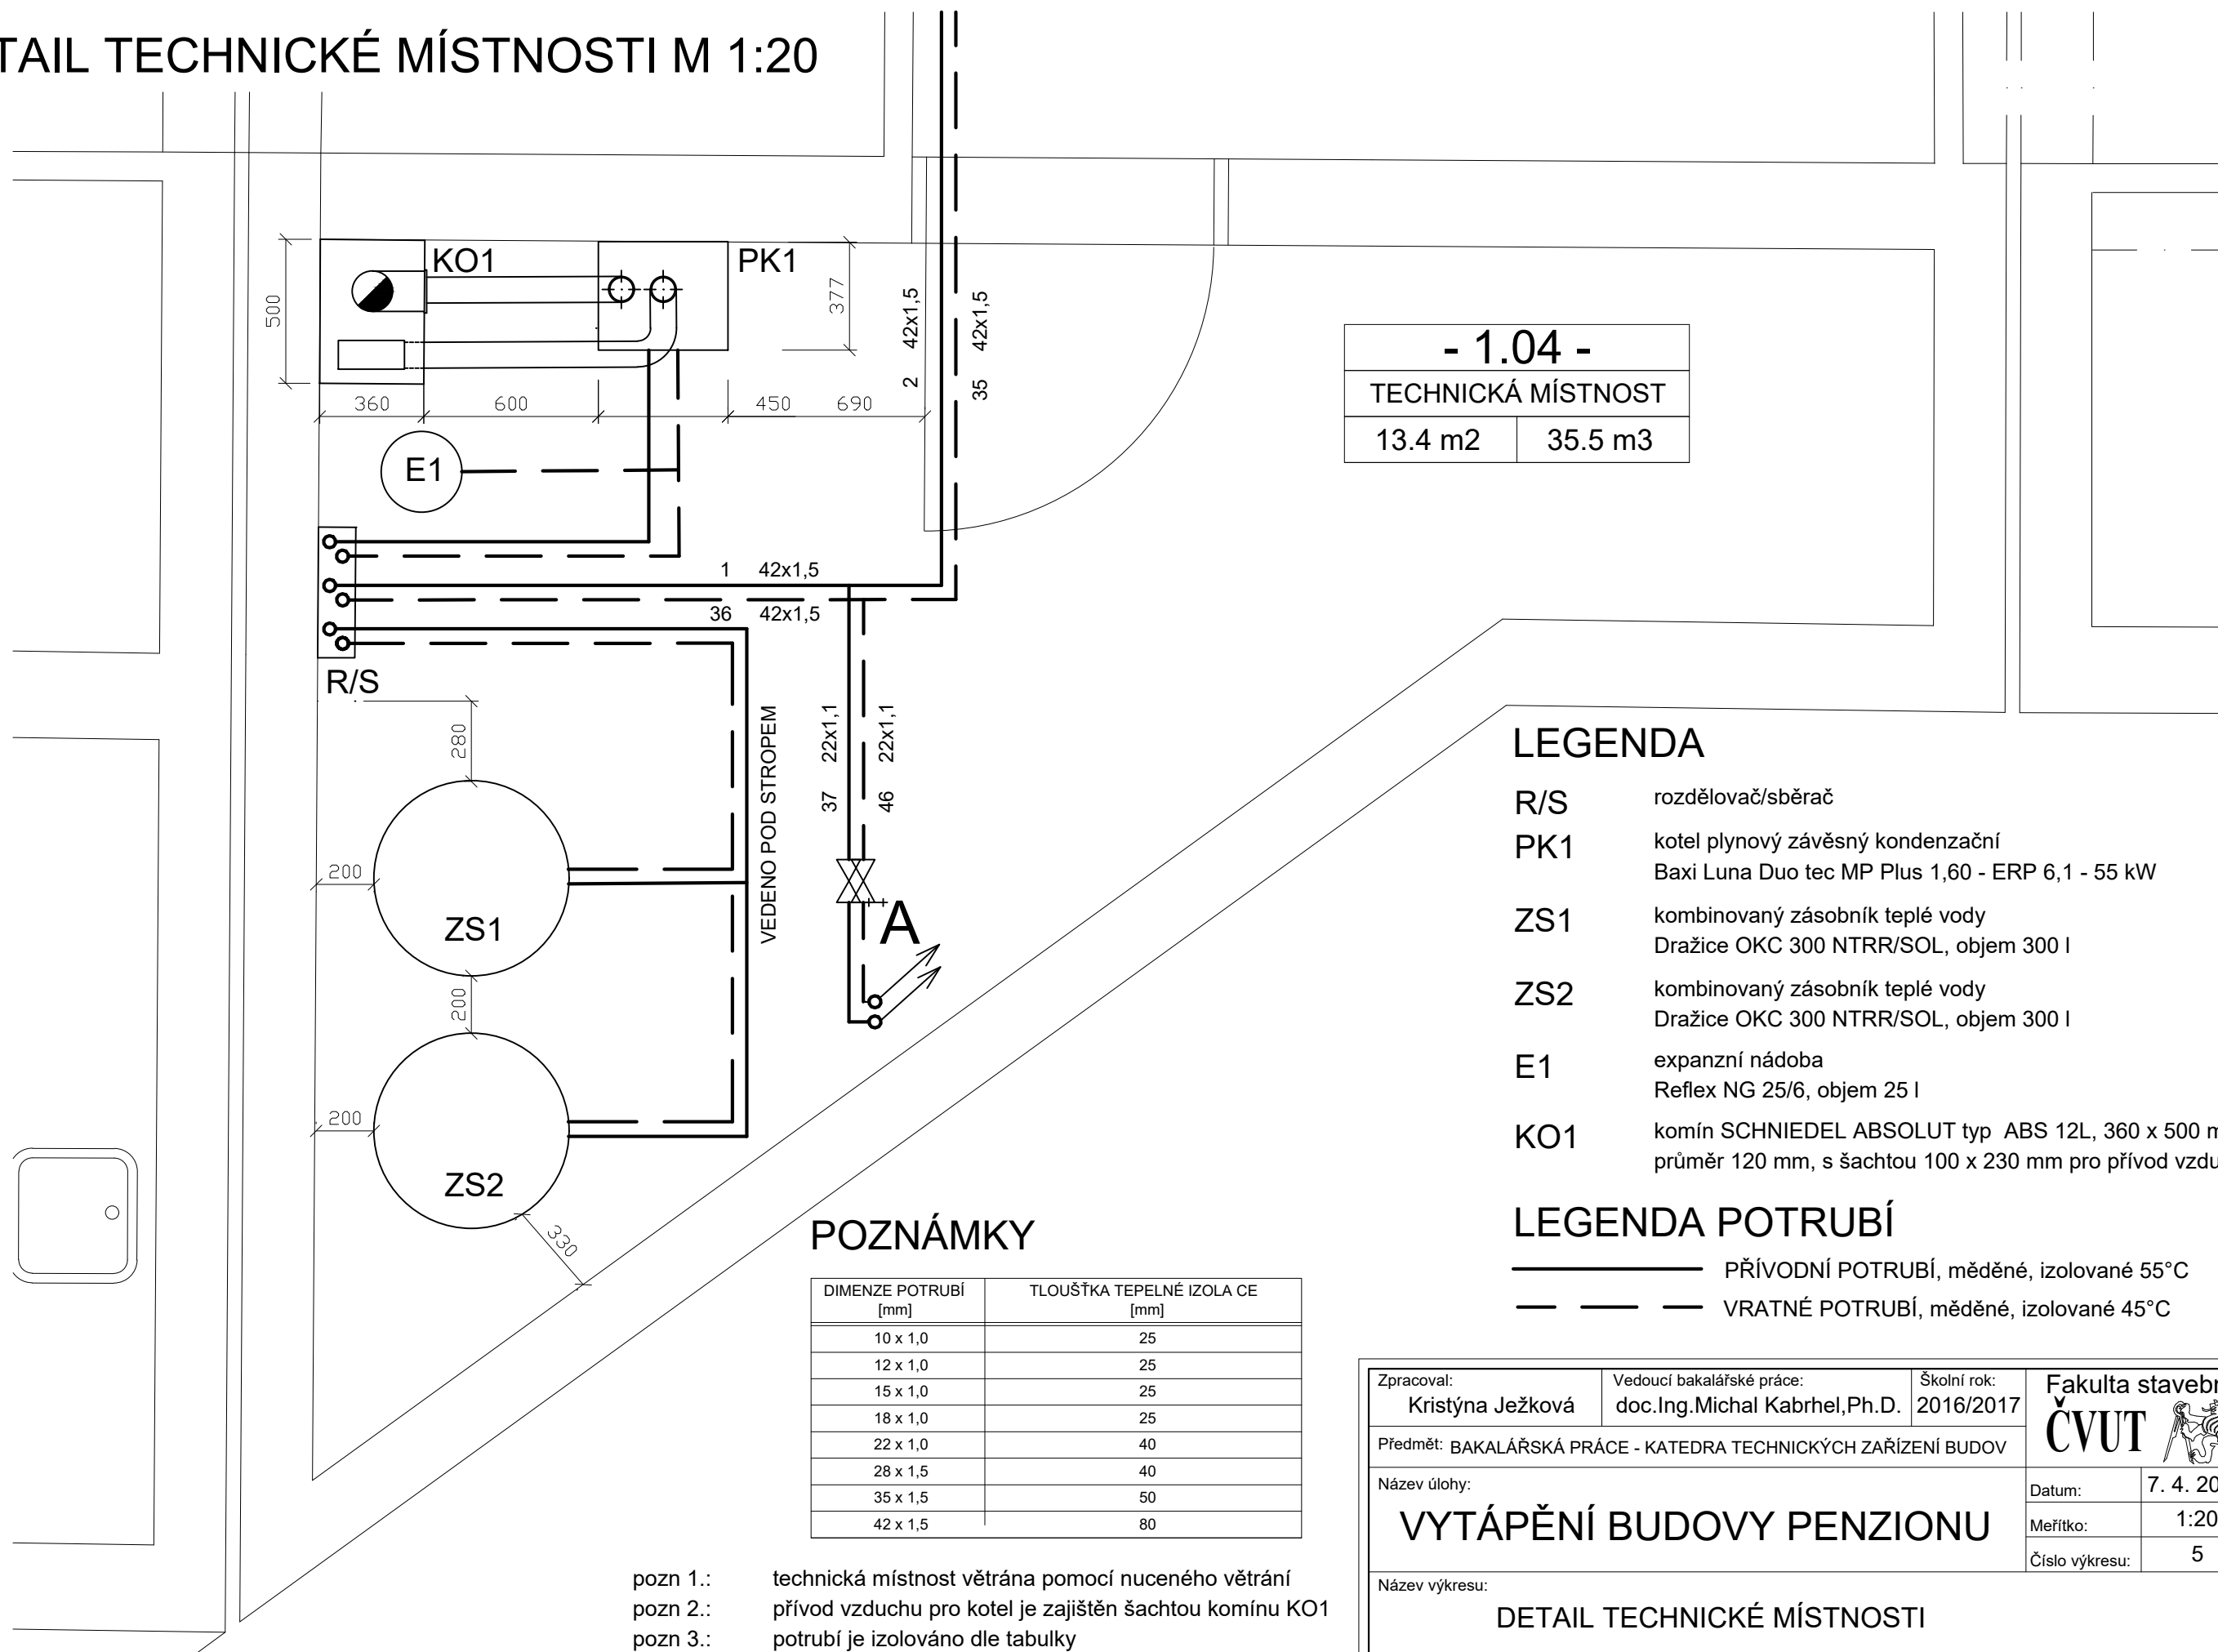 TAIL TECHNICKÉ MÍSTNOSTI M 1:20
KO1
PK1
500
377
360
600
450
690
2 42x1,5
35 42x1,5
- 1.04 -
TECHNICKÁ MÍSTNOST
13.4 m2 35.5 m3
E1
1 42x1,5
36 42x1,5
R/S
280
VEDENO POD STROPEM
37 22x1,1
46 22x1,1
200
ZS1
A
200
200
ZS2
330
LEGENDA
R/S rozdělovač/sběrač
PK1 kotel plynový závěsný kondenzační
Baxi Luna Duo tec MP Plus 1,60 - ERP 6,1 - 55 kW
ZS1 kombinovaný zásobník teplé vody
Dražice OKC 300 NTRR/SOL, objem 300 l
ZS2 kombinovaný zásobník teplé vody
Dražice OKC 300 NTRR/SOL, objem 300 l
E1 expanzní nádoba
Reflex NG 25/6, objem 25 l
KO1 komín SCHNIEDEL ABSOLUT typ ABS 12L, 360 x 500
průměr 120 mm, s šachtou 100 x 230 mm pro přívod
LEGENDA POTRUBÍ
PŘÍVODNÍ POTRUBÍ, měděné, izolované 55°C
VRATNÉ POTRUBÍ, měděné, izolované 45°C
POZNÁMKY
DIMENZE POTRUBÍ TLOUŠŤKA TEPELNÉ IZOLA CE
[mm] [mm]
10 x 1,0 25
12 x 1,0 25
15 x 1,0 25
18 x 1,0 25
22 x 1,0 40
28 x 1,5 40
35 x 1,5 50
42 x 1,5 80
pozn 1.: technická místnost větrána pomocí nuceného větrání
pozn 2.: přívod vzduchu pro kotel je zajištěn šachtou komínu KO1
pozn 3.: potrubí je izolováno dle tabulky
Zpracoval: Vedoucí bakalářské práce: Školní rok:
Kristýna Ježková doc.Ing.Michal Kabrhel,Ph.D. 2016/2017
Fakulta
ČVUT
Předmět: BAKALÁŘSKÁ PRÁCE - KATEDRA TECHNICKÝCH ZAŘÍZENÍ BUDOV
Název úlohy:
VYTÁPĚNÍ BUDOVY PENZIONU
Datum: 7. 4. 20
Meřítko: 1:20
Číslo výkresu: 5
Název výkresu:
DETAIL TECHNICKÉ MÍSTNOSTI